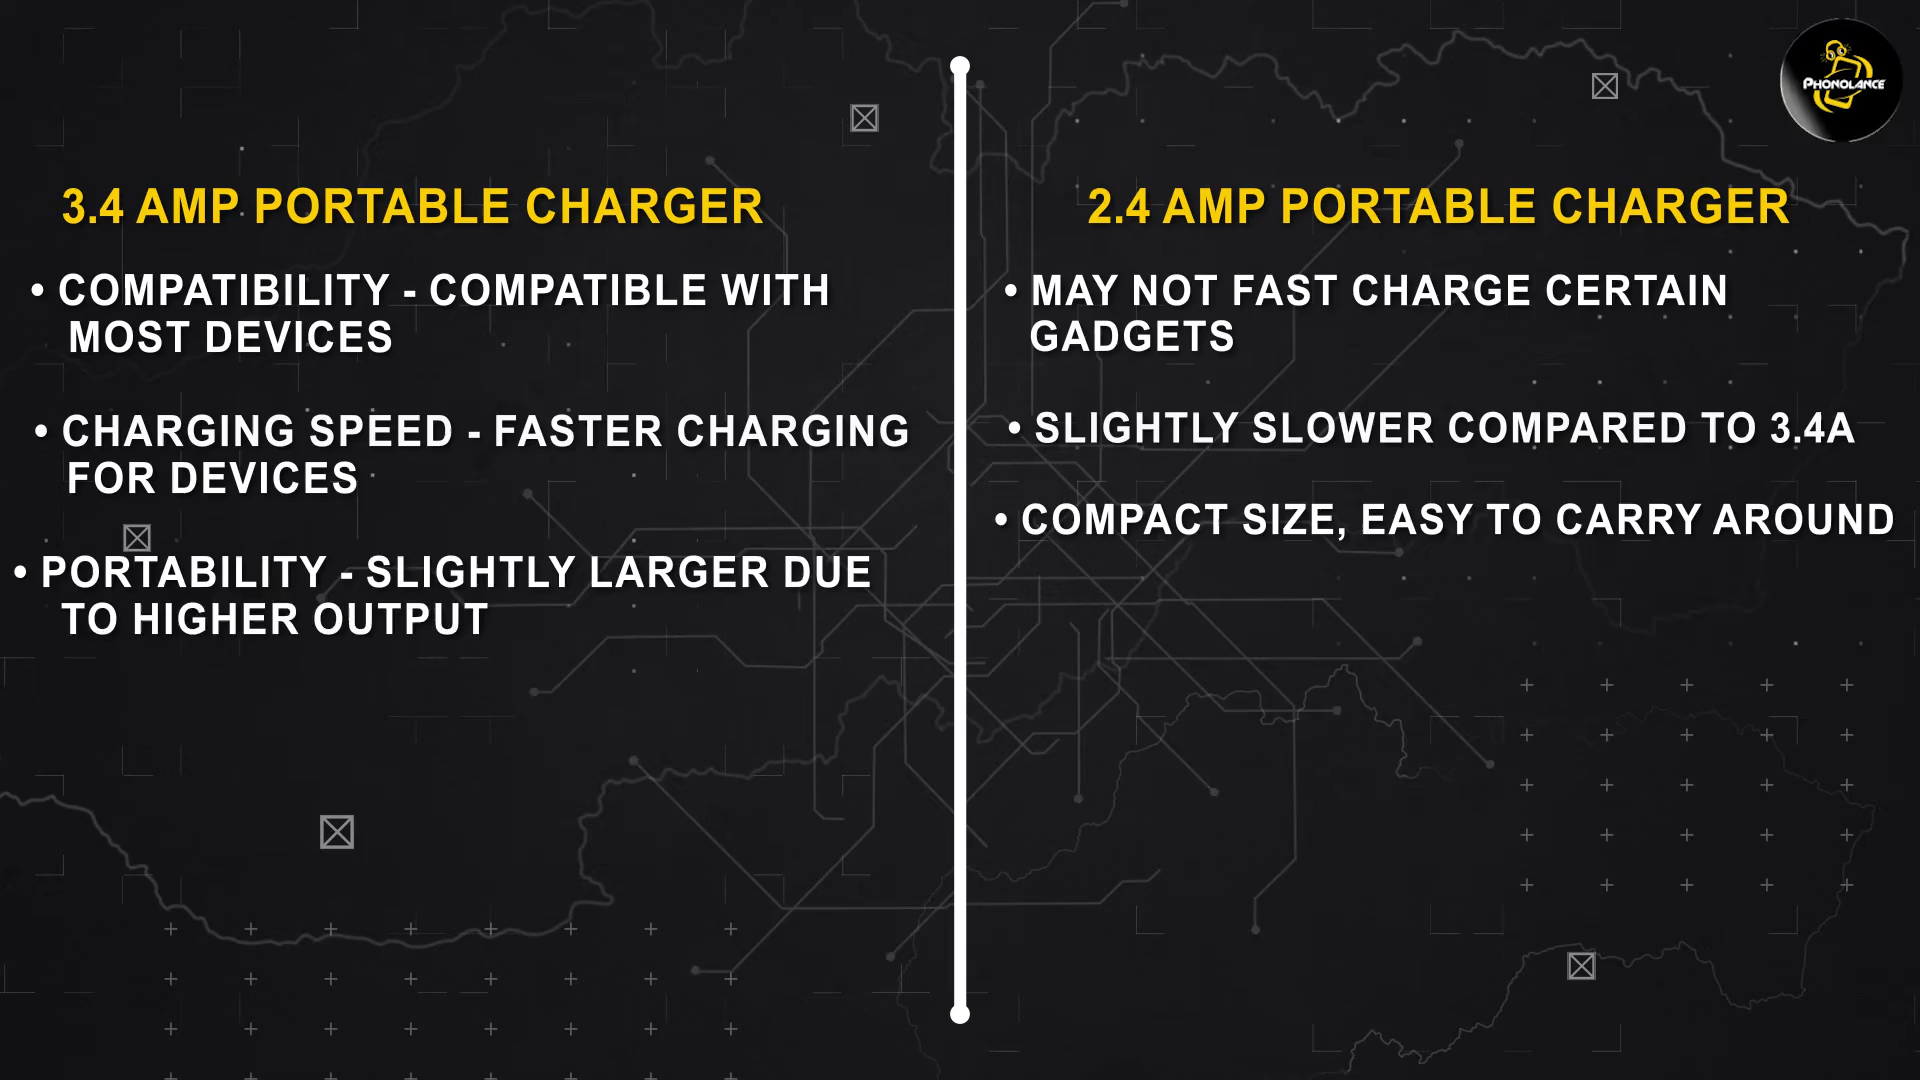 PHONOLANCE
3.4 AMP PORTABLE CHARGER
• COMPATIBILITY - COMPATIBLE WITH
MOST DEVICES
• CHARGING SPEED - FASTER CHARGING
FOR DEVICES
• PORTABILITY - SLIGHTLY LARGER DUE
TO HIGHER OUTPUT
2.4 AMP PORTABLE CHARGER
• MAY NOT FAST CHARGE CERTAIN
GADGETS
• SLIGHTLY SLOWER COMPARED TO 3.4A
• COMPACT SIZE, EASY TO CARRY AROUND